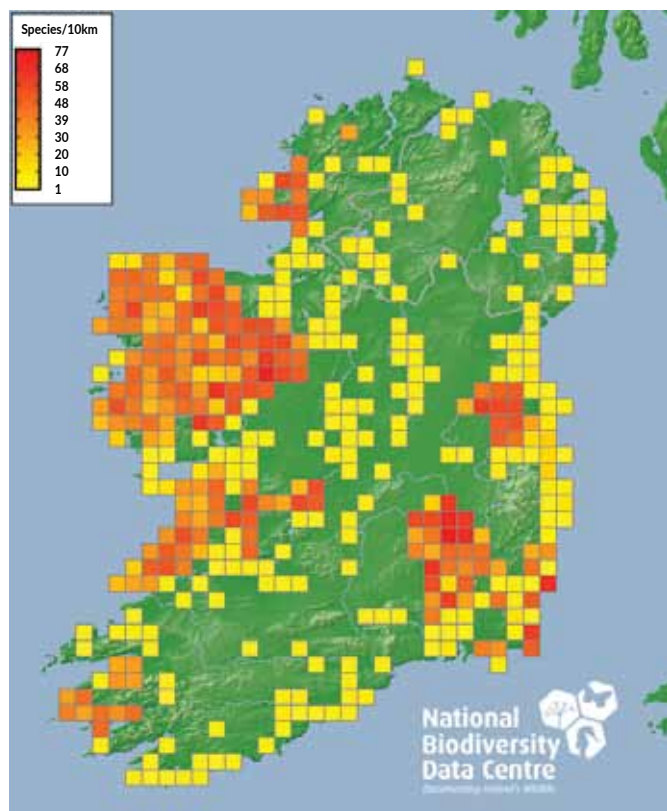 Species/10km
77
68
58
48
39
30
20
10
1
National
Biodiversity
Data Centre